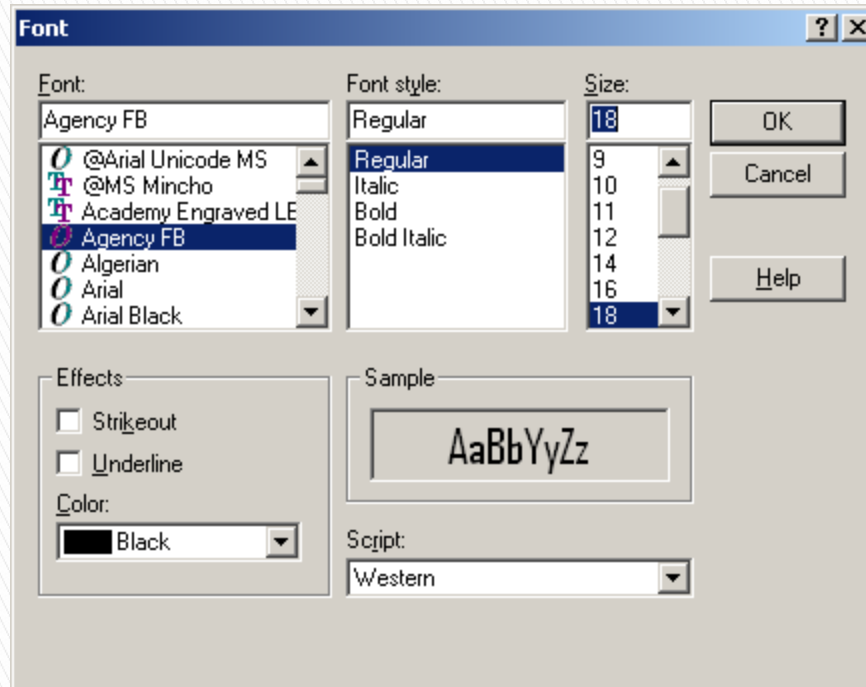 Font
Font:
Font style:
Size:
Agency FB
Regular
18
OK
Cancel
Help
@Arial Unicode MS
@MS Mincho
Academy Engraved LE
Agency FB
Algerian
Arial
Arial Black
Regular
Italic
Bold
Bold Italic
9
10
11
12
14
16
18
Effects
Strikeout
Underline
Color:
Black
Sample
AaBbYyZz
Script:
Western